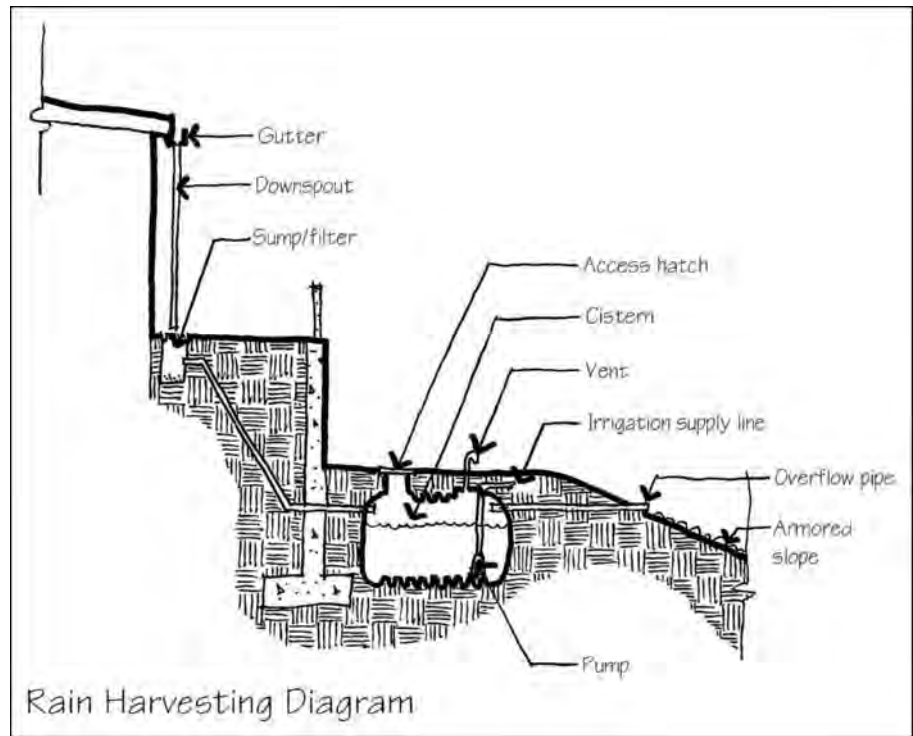 Gutter
Downspout
Sump/filter
Access hatch
Cistern
Vent
Irrigation supply line
Overflow pipe
Armored
slope
Pump
Rain Harvesting Diagram